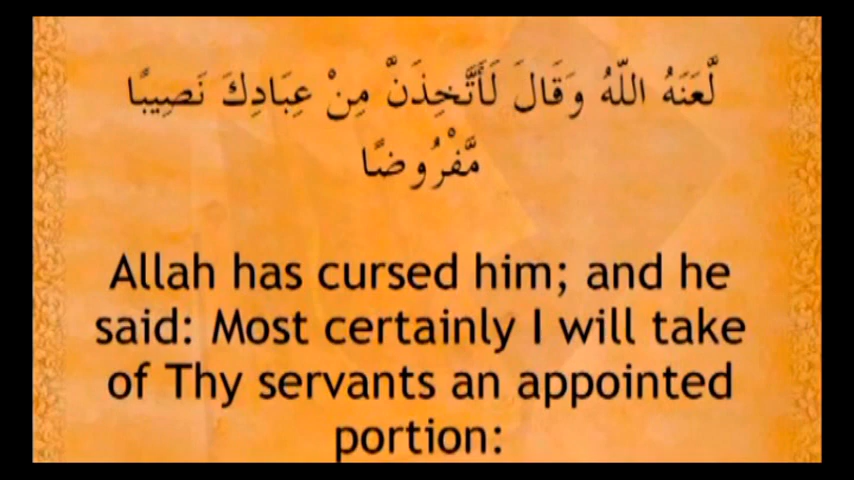 لَّعَنَهُ اللّهُ وَقَالَ لَأَتَّخِذَنَّ مِنْ عِبَادِكَ نَصِيبًا
مَّفْرُوضًا
Allah has cursed him; and he
said: Most certainly I will take
of Thy servants an appointed
portion: